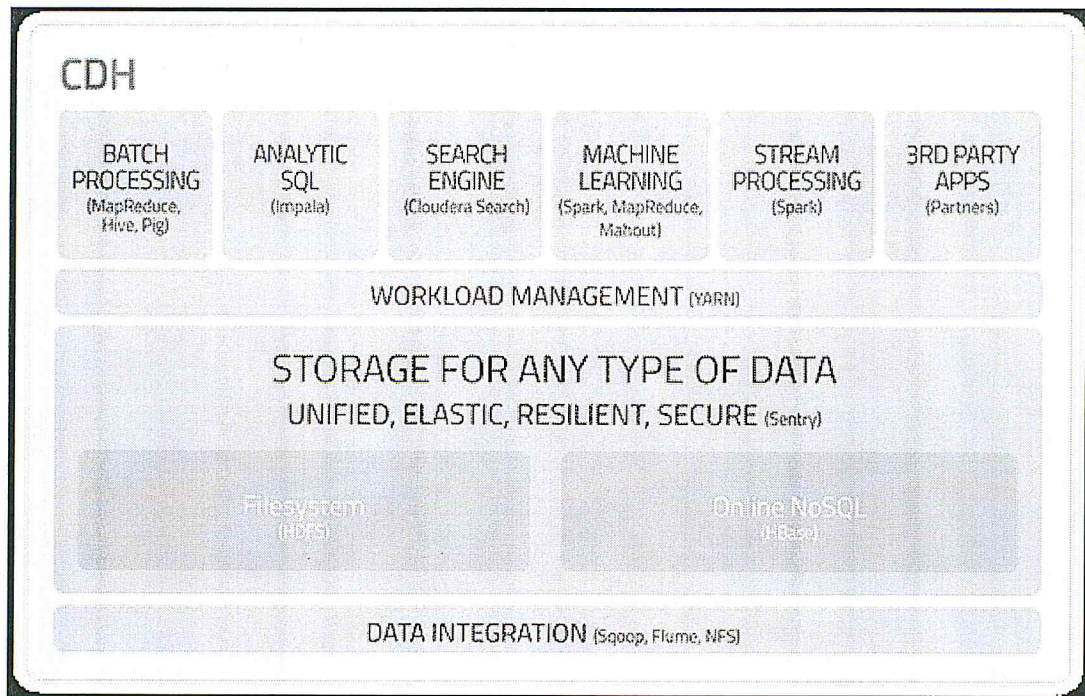 CDH
BATCH
PROCESSING
(MapReduce,
Hive, Pig)
ANALYTIC
SQL
(Impala)
SEARCH
ENGINE
(Cloudera Search)
MACHINE
LEARNING
(Spark, MapReduce,
Mahout)
STREAM
PROCESSING
(Spark)
3RD PARTY
APPS
(Partners)
WORKLOAD MANAGEMENT (YARN)
STORAGE FOR ANY TYPE OF DATA
UNIFIED, ELASTIC, RESILIENT, SECURE (Sentry)
Filesystem
(HDFS)
Online NoSQL
(HBase)
DATA INTEGRATION (Sqoop, Flume, NFS)